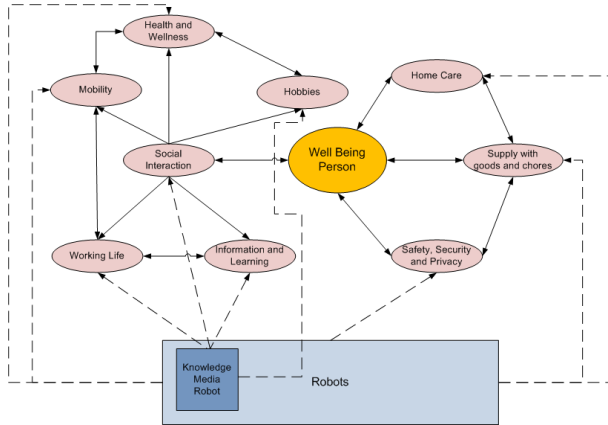 Health and
Wellness
Mobility
Hobbies
Home Care
Social
Interaction
Well Being
Person
Supply with
goods and chores
Working Life
Information and
Learning
Safety, Security
and Privacy
Knowledge
Media
Robot
Robots